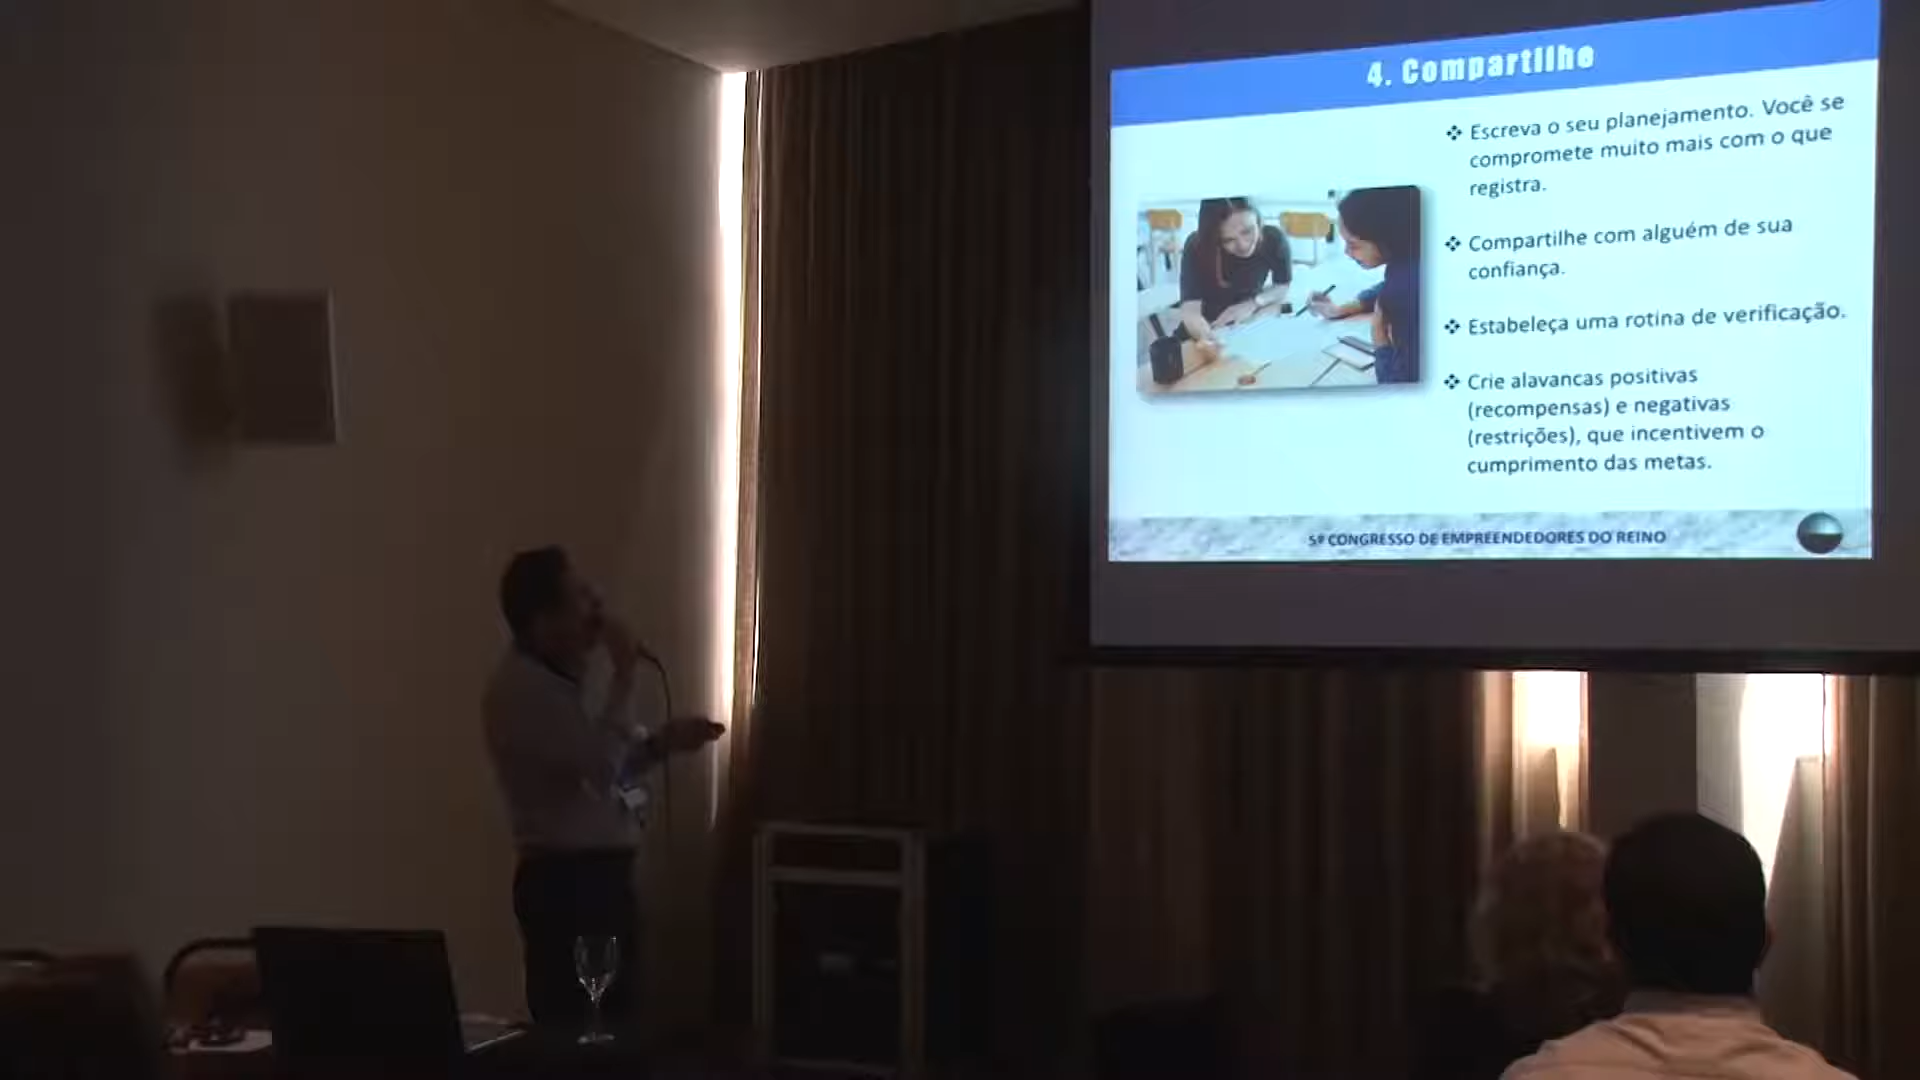 4. Compartilhe
❖ Escreva o seu planejamento. Você se
compromete muito mais com o que
registra.
❖ Compartilhe com alguém de sua
confiança.
❖ Estabeleça uma rotina de verificação.
❖ Crie alavancas positivas
(recompensas) e negativas
(restrições), que incentivem o
cumprimento das metas.
5º CONGRESSO DE EMPREENDEDORES DO REINO